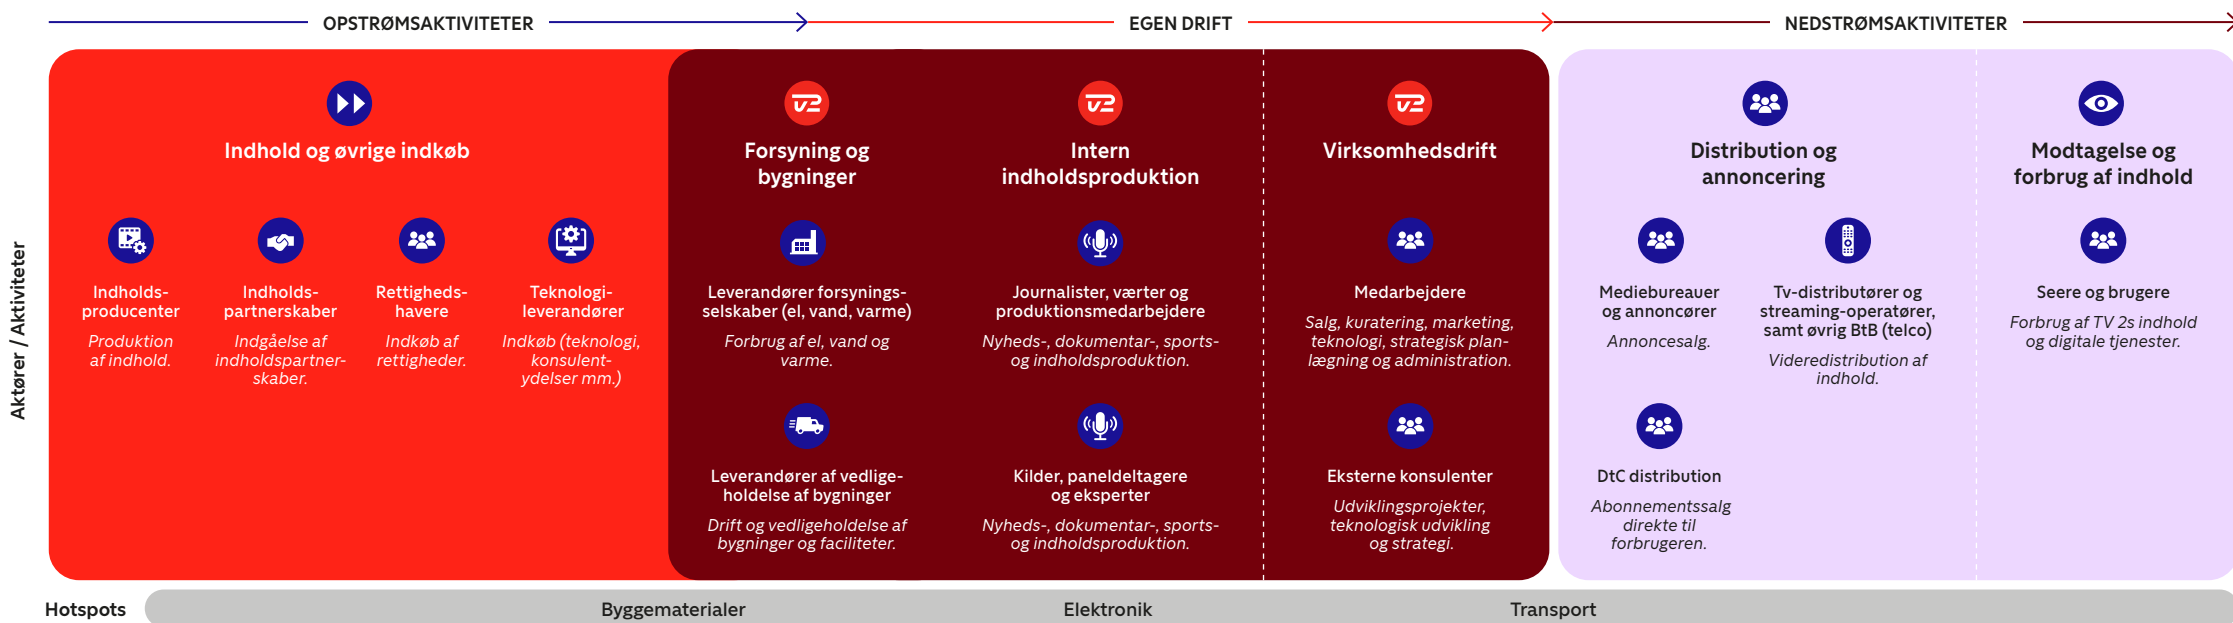 OPSTRØMSAKTIVITETER
EGEN DRIFT
NEDSTRØMSAKTIVITETER
Aktører / Aktiviteter
Indhold og øvrige indkøb
Indholds-
producenter
Produktion
af indhold.
Indholds-
partnerskaber
Indgåelse af
indholdspartner-
skaber.
Rettigheds-
havere
Indkøb af
rettigheder.
Teknologi-
leverandører
Indkøb (teknologi,
konsulent-
ydelser mm.)
Forsyning og
bygninger
Leverandører forsynings-
selskaber (el, vand, varme)
Forbrug af el, vand og
varme.
Leverandører af vedlige-
holdelse af bygninger
Drift og vedligeholdelse af
bygninger og faciliteter.
Intern
indholdsproduktion
Journalister, værter og
produktionsmedarbejdere
Nyheds-, dokumentar-, sports-
og indholdsproduktion.
Kilder, paneldeltagere
og eksperter
Nyheds-, dokumentar-, sports-
og indholdsproduktion.
Virksomhedsdrift
Medarbejdere
Salg, kuratering, marketing,
teknologi, strategisk plan-
lægning og administration.
Eksterne konsulenter
Udviklingsprojekter,
teknologisk udvikling
og strategi.
Distribution og
annoncering
Mediebureauer
og annoncører
Annoncesalg.
Tv-distributører og
streaming-operatører,
samt øvrig BtB (telco)
Videredistribution af
indhold.
DtC distribution
Abonnementssalg
direkte til
forbrugeren.
Modtagelse og
forbrug af indhold
Seere og brugere
Forbrug af TV 2s indhold
og digitale tjenester.
Hotspots
Byggematerialer
Elektronik
Transport